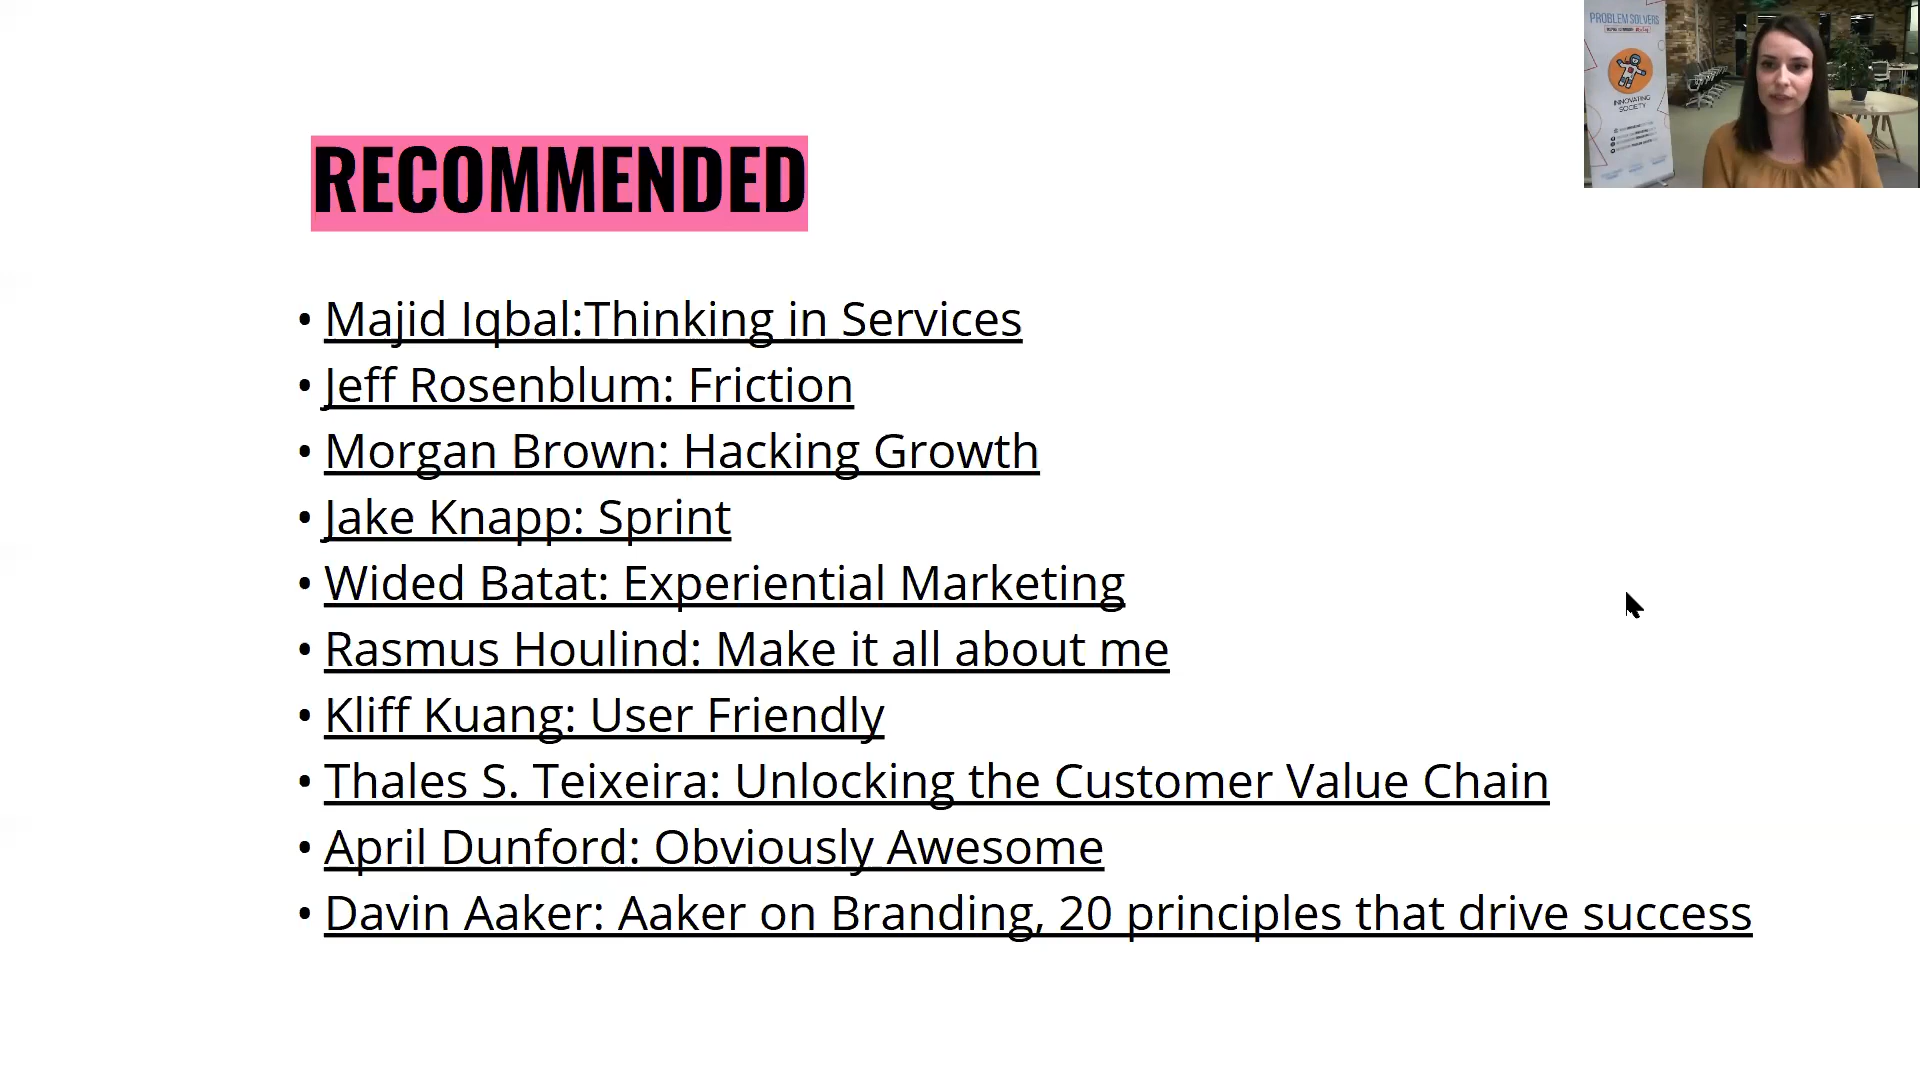 PROBLEM SOLVERS
INNOVATING
SOCIETY
RECOMMENDED
• Majid Iqbal:Thinking in Services
• Jeff Rosenblum: Friction
• Morgan Brown: Hacking Growth
• Jake Knapp: Sprint
• Wided Batat: Experiential Marketing
• Rasmus Houlind: Make it all about me
• Kliff Kuang: User Friendly
• Thales S. Teixeira: Unlocking the Customer Value Chain
• April Dunford: Obviously Awesome
• Davin Aaker: Aaker on Branding, 20 principles that drive success